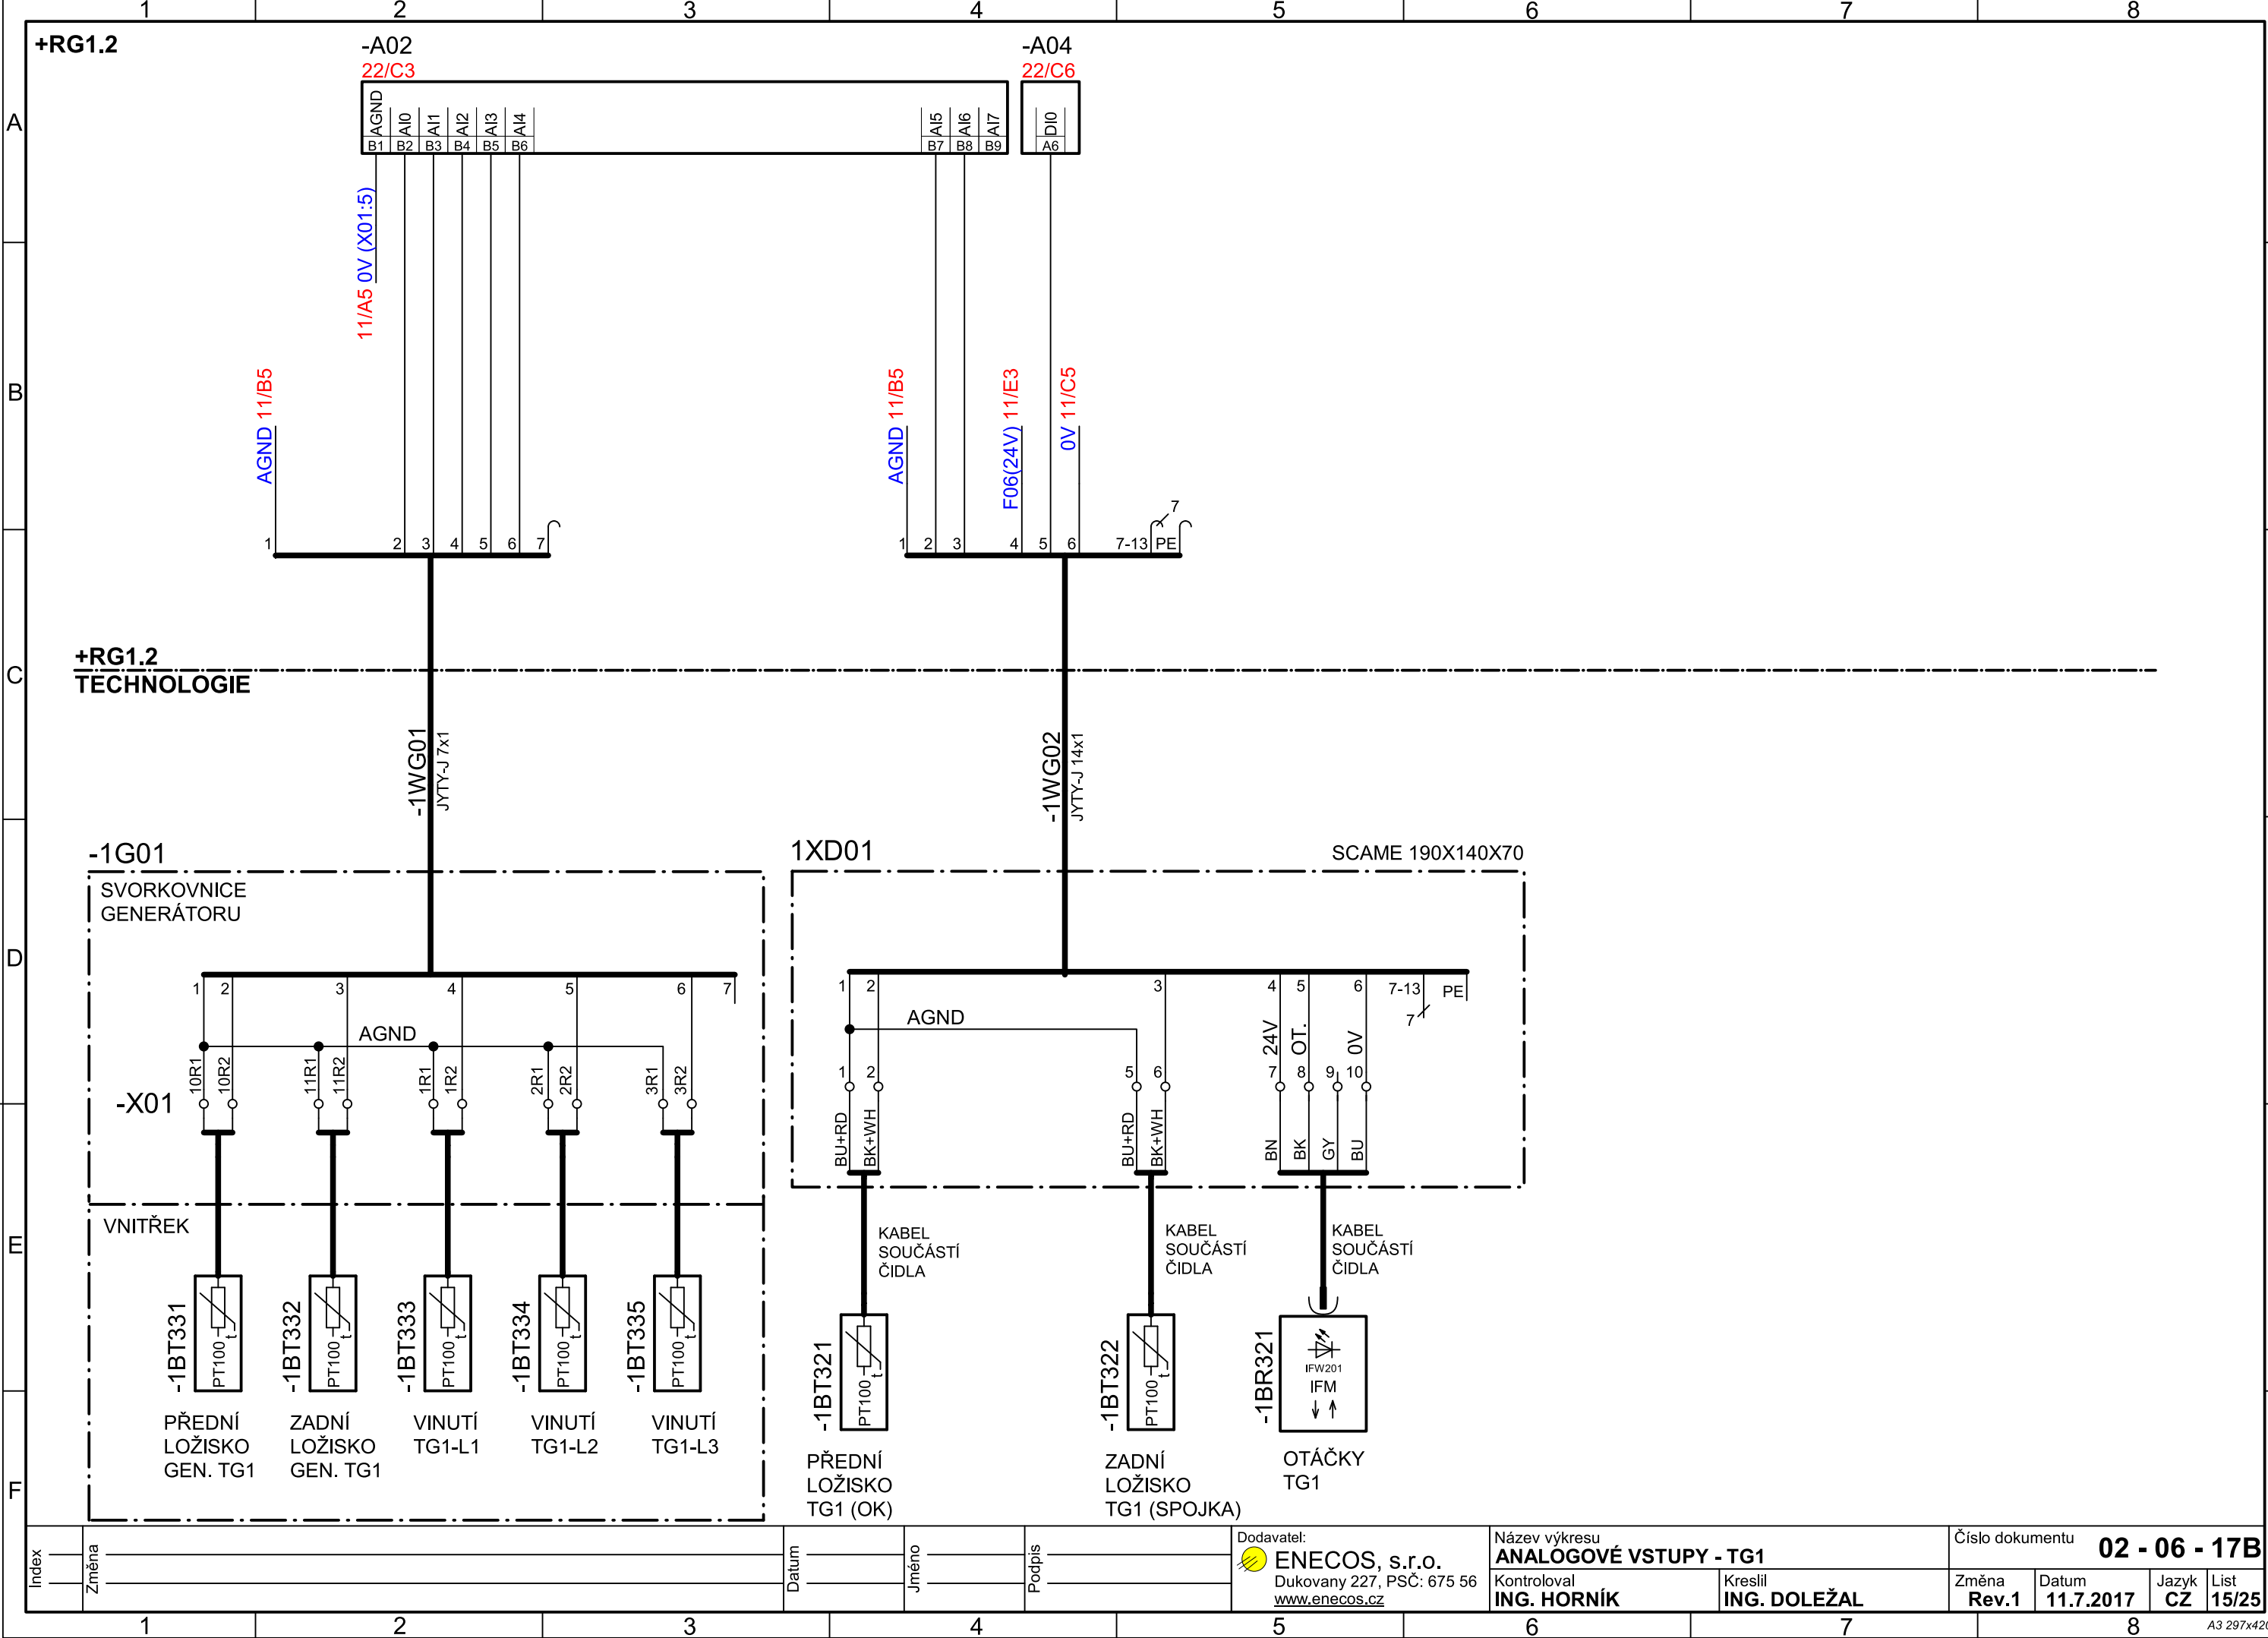 1 2 3 4 5 6 7 8
+RG1.2
-A02
22/C3
AGND AI0 AI1 AI2 AI3 AI4 AI5 AI6 AI7
B1 B2 B3 B4 B5 B6 B7 B8 B9
-A04
22/C6
DI0
A6
A
B
C
D
E
F
11/A5 0V (X01:5)
AGND 11/B5
AGND 11/B5
F06(24V) 11/E3
0V 11/C5
1 2 3 4 5 6 7
1 2 3 4 5 6 7-13 PE
7
+RG1.2
TECHNOLOGIE
-1WG01
JYTY-J 7x1
-1WG02
JYTY-J 14x1
-1G01
SVORKOVNICE
GENERÁTORU
1 2 3 4 5 6 7
AGND
10R1 10R2 11R1 11R2 1R1 1R2 2R1 2R2 3R1 3R2
-X01
VNITŘEK
-1BT331 PT100 t
-1BT332 PT100 t
-1BT333 PT100 t
-1BT334 PT100 t
-1BT335 PT100 t
PŘEDNÍ
LOŽISKO
GEN. TG1
ZADNÍ
LOŽISKO
GEN. TG1
VINUTÍ
TG1-L1
VINUTÍ
TG1-L2
VINUTÍ
TG1-L3
1XD01
SCAME 190X140X70
1 2 3 4 5 6 7-13 PE
7
AGND
24V OT. 0V
1 2 5 6 7 8 9 10
BU+RD BK+WH BU+RD BK+WH BN BK GY BU
KABEL
SOUČÁSTÍ
ČIDLA
KABEL
SOUČÁSTÍ
ČIDLA
KABEL
SOUČÁSTÍ
ČIDLA
-1BT321 PT100 t
-1BT322 PT100 t
-1BR321
IFW201
IFM
PŘEDNÍ
LOŽISKO
TG1 (OK)
ZADNÍ
LOŽISKO
TG1 (SPOJKA)
OTÁČKY
TG1
Index
Změna
Datum
Jméno
Podpis
Dodavatel:
ENECOS, s.r.o.
Dukovany 227, PSČ: 675 56
www.enecos.cz
Název výkresu
ANALOGOVÉ VSTUPY - TG1
Kontroloval
ING. HORNÍK
Kreslil
ING. DOLEŽAL
Číslo dokumentu
02 - 06 - 17B
Změna
Rev.1
Datum
11.7.2017
Jazyk
CZ
List
15/25
1 2 3 4 5 6 7 8